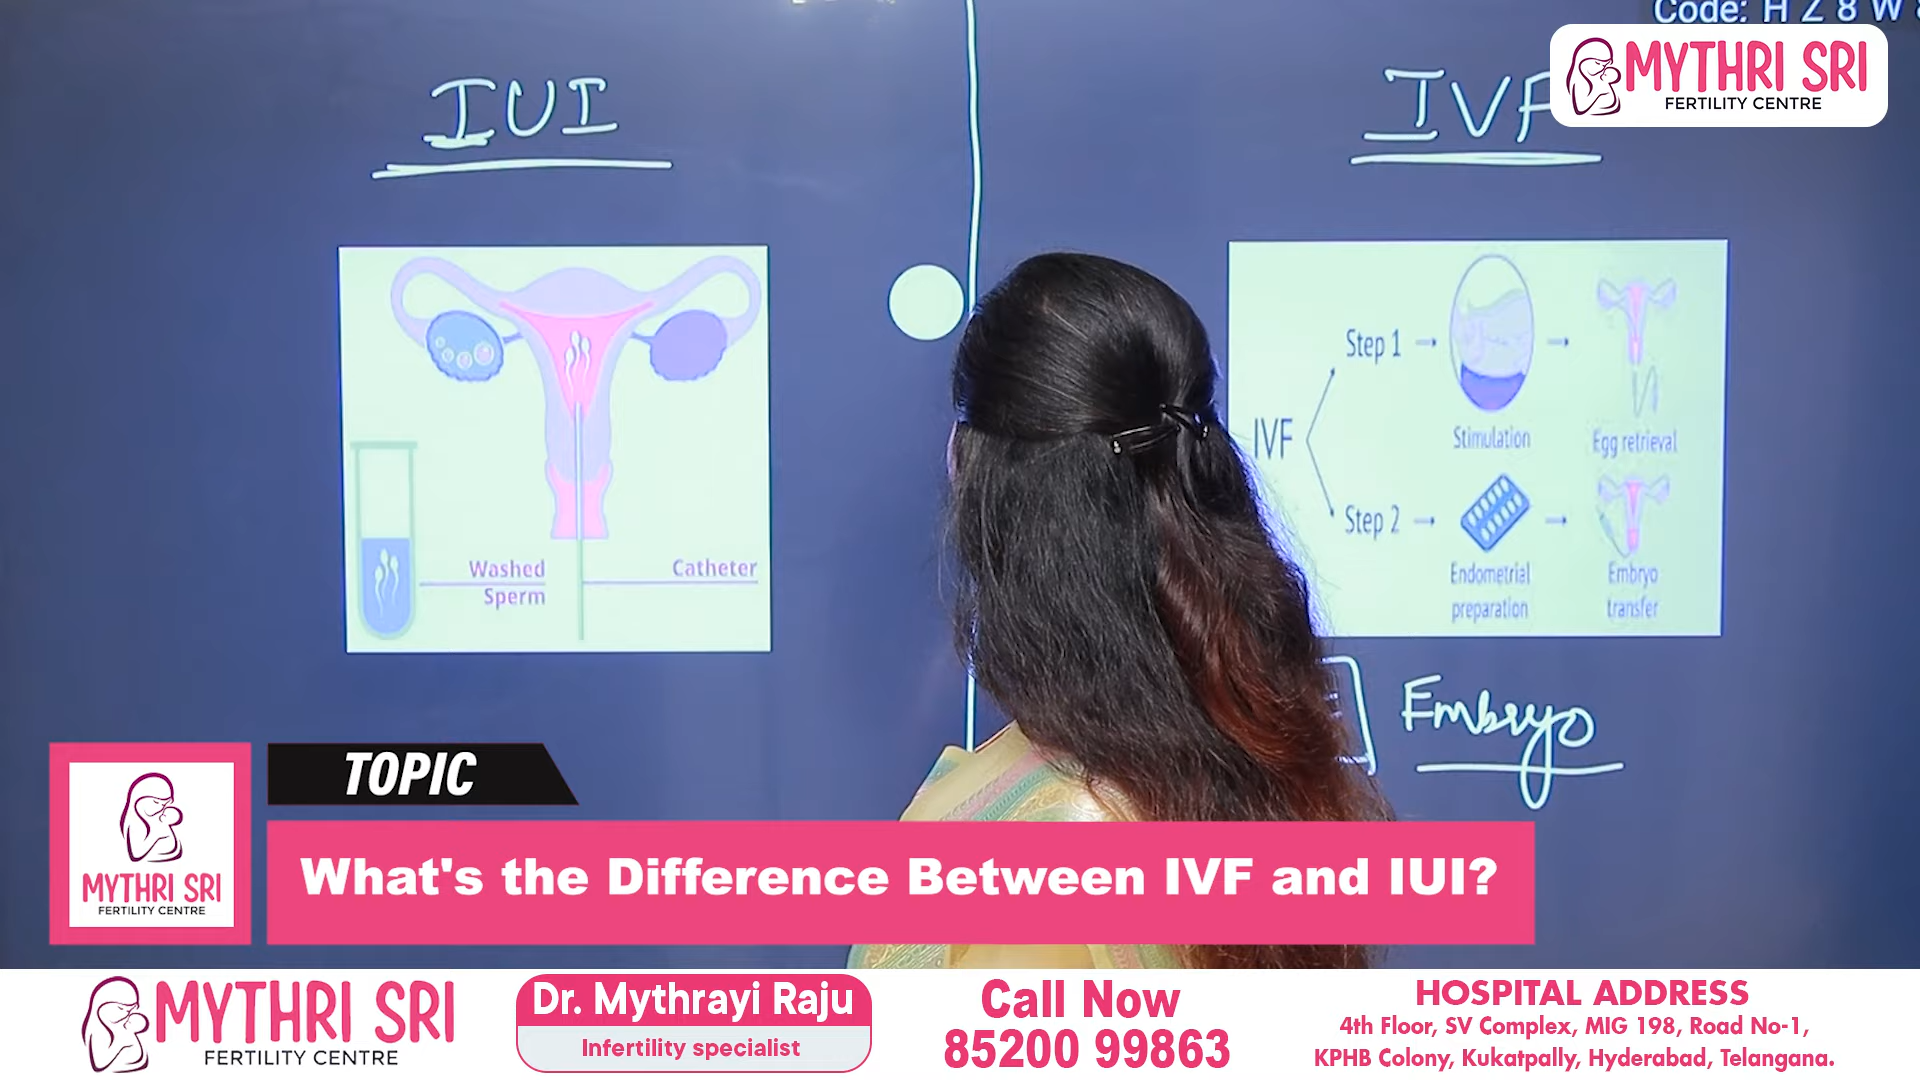 Code: H Z 8 W
MYTHRI SRI
FERTILITY CENTRE
IUI
IVF
Washed
Sperm
Catheter
IVF
Step 1
Stimulation
Egg retrieval
Step 2
Endometrial
preparation
Embryo
transfer
Embryo
TOPIC
What's the Difference Between IVF and IUI?
MYTHRI SRI
FERTILITY CENTRE
MYTHRI SRI
FERTILITY CENTRE
Dr. Mythrayi Raju
Infertility specialist
Call Now
85200 99863
HOSPITAL ADDRESS
4th Floor, SV Complex, MIG 198, Road No-1,
KPHB Colony, Kukatpally, Hyderabad, Telangana.